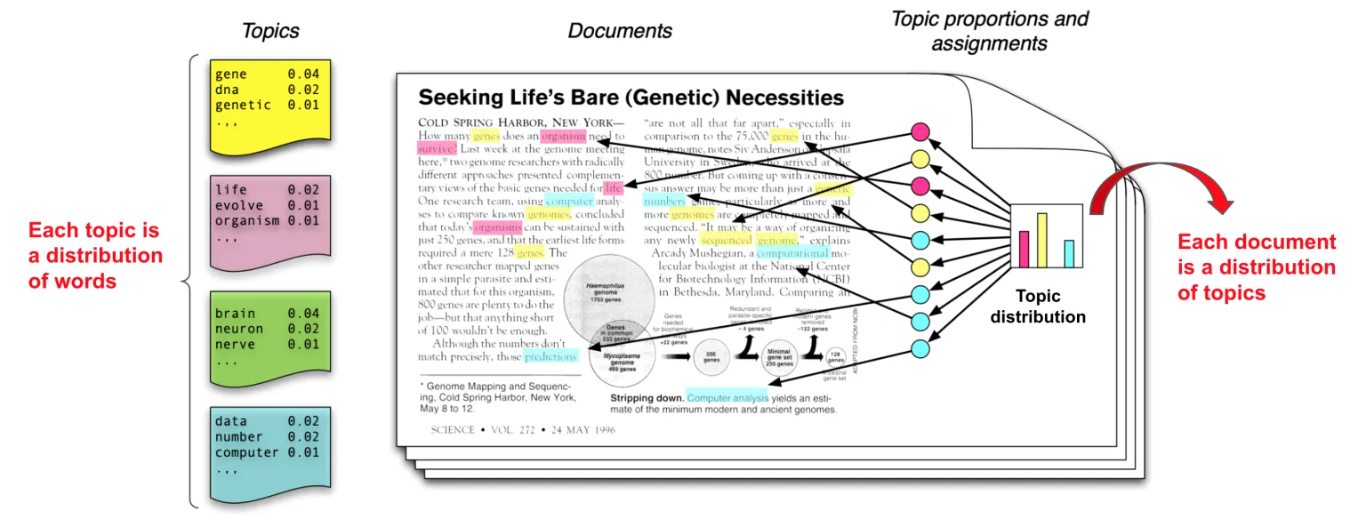 Topics
Documents
Topic proportions and
assignments
Each topic is
a distribution
of words
gene 0.04
dna 0.02
genetic 0.01
.,,
life 0.02
evolve 0.01
organism 0.01
.,,
brain 0.04
neuron 0.02
nerve 0.01
...
data 0.02
number 0.02
computer 0.01
.,,
Seeking Life's Bare (Genetic) Necessities
COLD SPRING HARBOR, NEW YORK—
How many genes does an organism need to
survive? Last week at the genome meeting
here,* two genome researchers with radically
different approaches presented complemen-
tary views of the basic genes needed for life.
One research team, using computer analy-
ses to compare known genomes, concluded
that today's organisms can be sustained with
just 250 genes, and that the earliest life forms
required a mere 128 genes. The
other researcher mapped genes
in a simple parasite and esti-
mated that for this organism,
800 genes are plenty to do the
job—but that anything short
of 100 wouldn't be enough.
Although the numbers don't
match precisely, those predictions
* Genome Mapping and Sequenc-
ing, Cold Spring Harbor, New York,
May 8 to 12.
"are not all that far apart," especially in
comparison to the 75,000 genes in the hu-
man genome, notes Siv Andersson of Uppsala
University in Sweden, who arrived at the
800 number. But coming up with a consen-
sus answer may be more than just a genetic
numbers game, particularly as more and
more genomes are completely mapped and
sequenced. "It may be a way of organizing
any newly sequenced genome," explains
Arcady Mushegian, a computational mo-
lecular biologist at the National Center
for Biotechnology Information (NCBI)
in Bethesda, Maryland. Comparing an
Haemophilus
genome
1703 genes
Genes
in common
233 genes
Mycoplasma
genome
469 genes
Genes
needed
for biochemical
+22 genes
256
genes
Redundant and
parasite-specific
– 4 genes
Minimal
gene set
250 genes
removed
–122 genes
128
genes
gene set
ADAPTED FROM NCBI
Stripping down. Computer analysis yields an esti-
mate of the minimum modern and ancient genomes.
SCIENCE • VOL. 272 • 24 MAY 1996
Topic
distribution
Each document
is a distribution
of topics